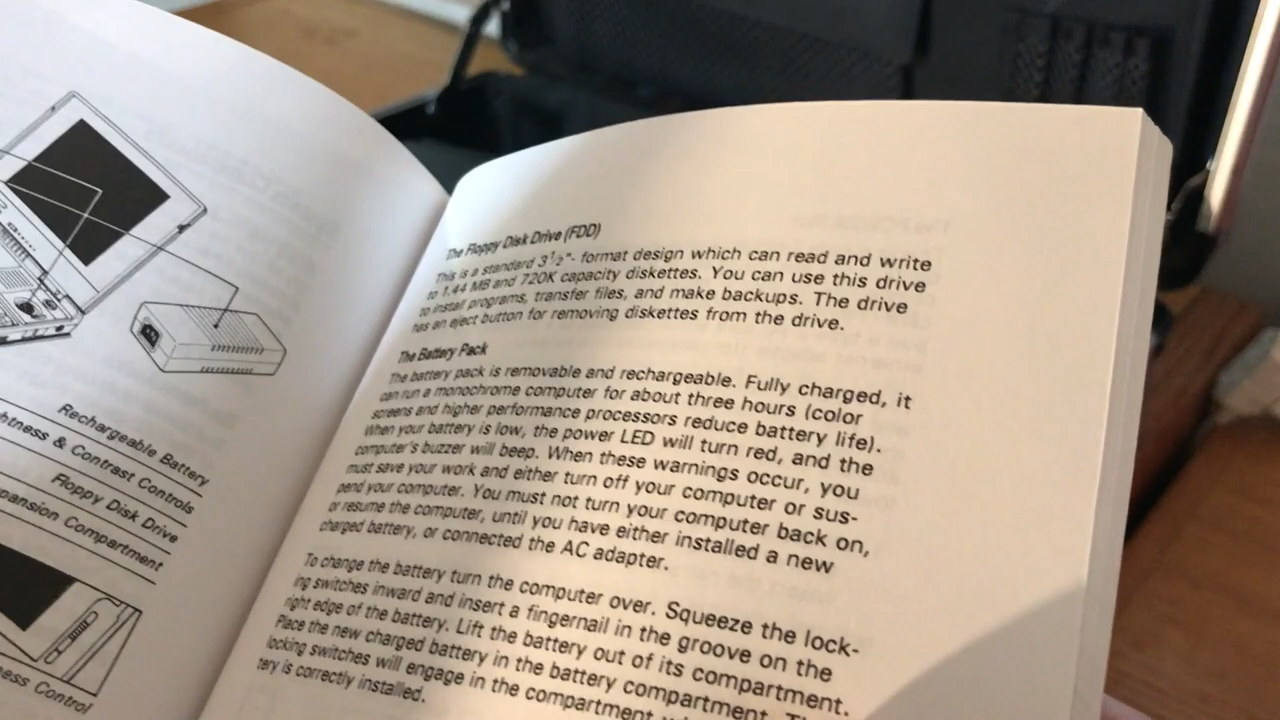 Rechargeable Battery
& Contrast Controls
Floppy Disk Drive
Compartment
Control
The Floppy Disk Drive (FDD)
This is a standard 3½"- format design which can read and write
to 1.44 MB and 720K capacity diskettes. You can use this drive
to install programs, transfer files, and make backups. The drive
has an eject button for removing diskettes from the drive.
The Battery Pack
The battery pack is removable and rechargeable. Fully charged, it
can run a monochrome computer for about three hours (color
screens and higher performance processors reduce battery life).
When your battery is low, the power LED will turn red, and the
computer's buzzer will beep. When these warnings occur, you
must save your work and either turn off your computer or sus-
pend your computer. You must not turn your computer back on,
or resume the computer, until you have either installed a new
charged battery, or connected the AC adapter.
To change the battery turn the computer over. Squeeze the lock-
ing switches inward and insert a fingernail in the groove on the
right edge of the battery. Lift the battery out of its compartment.
Place the new charged battery in the battery compartment.
locking switches will engage in the compartment
tery is correctly installed.